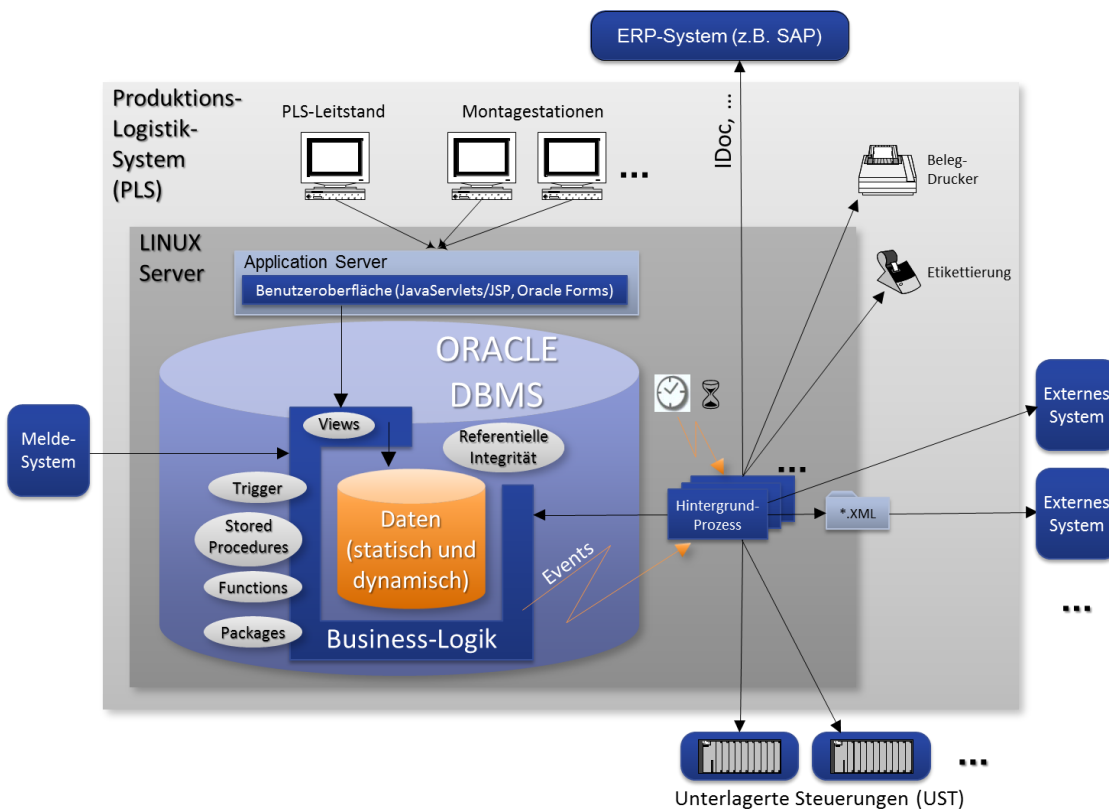 ERP-System (z.B. SAP)
Produktions-
Logistik-
System
(PLS)
PLS-Leitstand
Montagestationen
...
IDoc, ...
Beleg-
Drucker
LINUX
Server
Application Server
Benutzeroberfläche (JavaServlets/JSP, Oracle Forms)
Etikettierung
ORACLE
DBMS
Melde-
System
Views
Referentielle
Integrität
Trigger
Stored
Procedures
Functions
Packages
Daten
(statisch und
dynamisch)
Business-Logik
Events
...
Hintergrund-
Prozess
*.XML
Externes
System
Externes
System
...
...
Unterlagerte Steuerungen (UST)